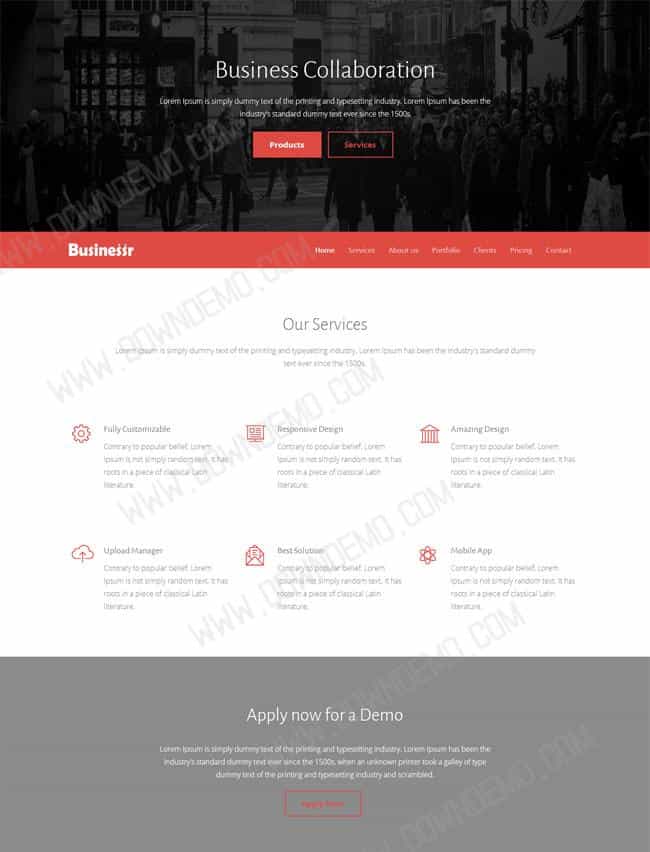 Business Collaboration
Lorem Ipsum is simply dummy text of the printing and typesetting industry. Lorem Ipsum has been the
industry's standard dummy text ever since the 1500s.
Products Services
Businessr
Home Services About us Portfolio Clients Pricing Contact
Our Services
Lorem Ipsum is simply dummy text of the printing and typesetting industry. Lorem Ipsum has been the industry's standard dummy
text ever since the 1500s.
Fully Customizable
Contrary to popular belief, Lorem
Ipsum is not simply random text. It has
roots in a piece of classical Latin
literature.
Responsive Design
Contrary to popular belief, Lorem
Ipsum is not simply random text. It has
roots in a piece of classical Latin
literature.
Amazing Design
Contrary to popular belief, Lorem
Ipsum is not simply random text. It has
roots in a piece of classical Latin
literature.
Upload Manager
Contrary to popular belief, Lorem
Ipsum is not simply random text. It has
roots in a piece of classical Latin
literature.
Best Solution
Contrary to popular belief, Lorem
Ipsum is not simply random text. It has
roots in a piece of classical Latin
literature.
Mobile App
Contrary to popular belief, Lorem
Ipsum is not simply random text. It has
roots in a piece of classical Latin
literature.
Apply now for a Demo
Lorem Ipsum is simply dummy text of the printing and typesetting industry. Lorem Ipsum has been the
industry's standard dummy text ever since the 1500s, when an unknown printer took a galley of type
dummy text of the printing and typesetting industry and scrambled.
Apply Now
WWW.DOWNDEMO.COM
WWW.DOWNDEMO.COM
WWW.DOWNDEMO.COM
WWW.DOWNDEMO.COM